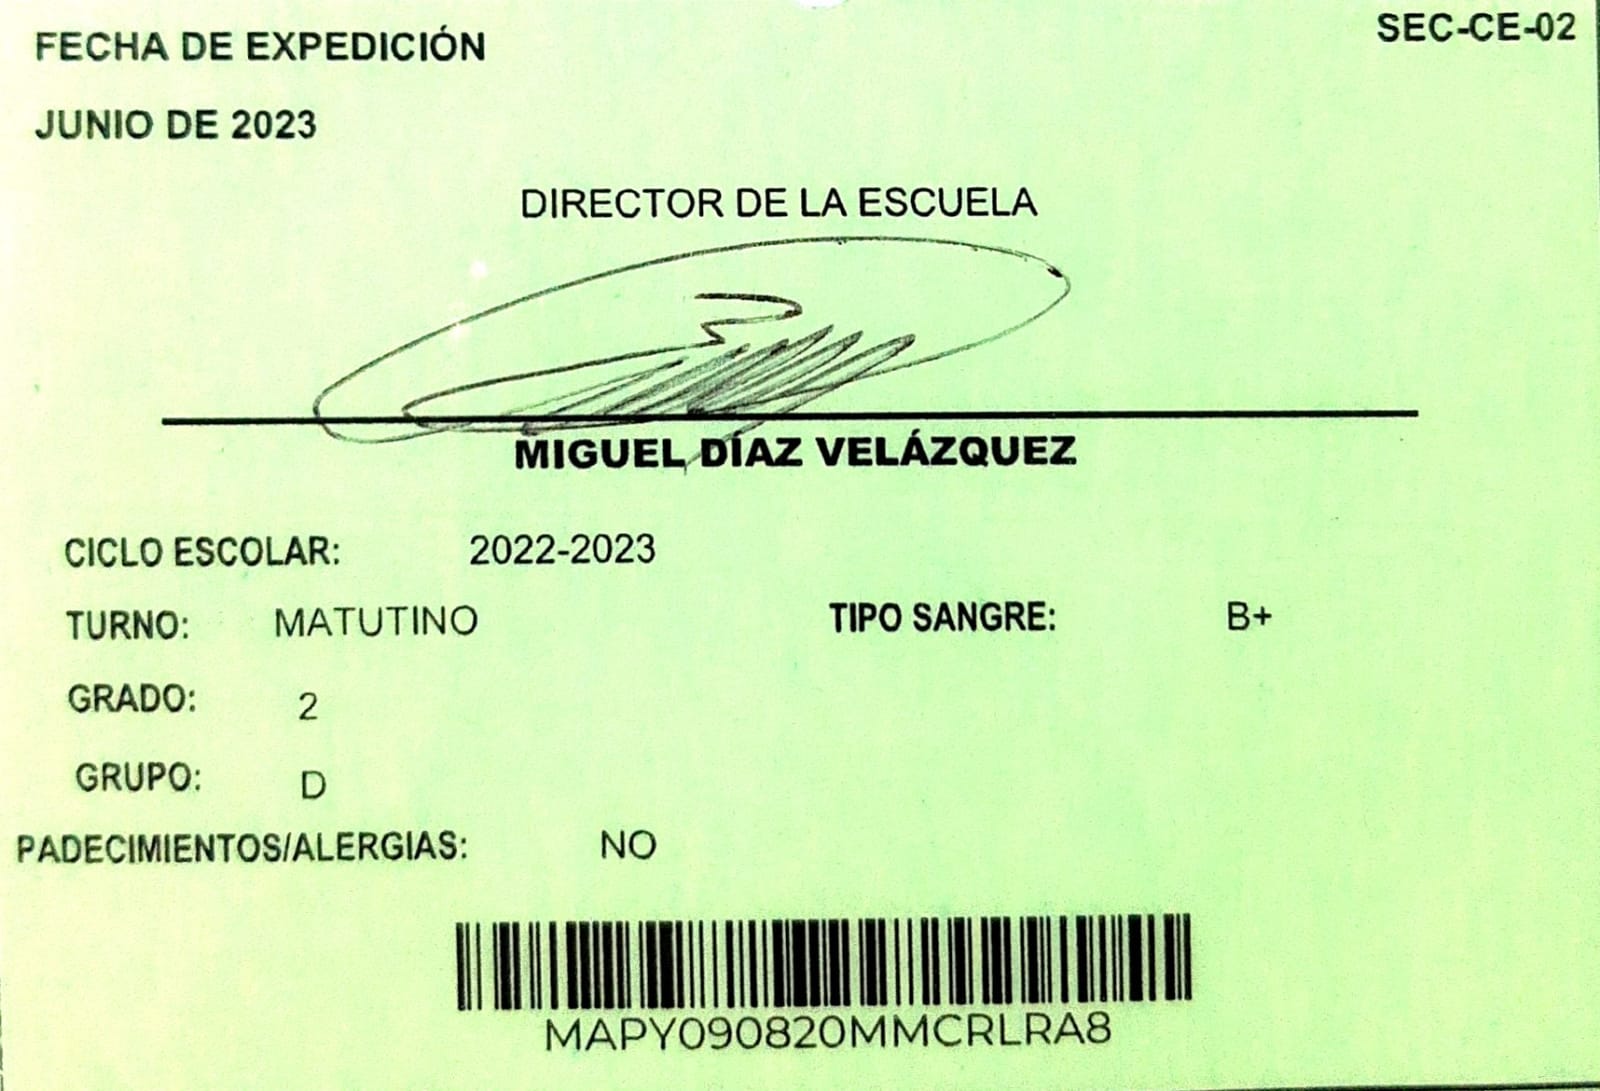 SEC-CE-02
FECHA DE EXPEDICIÓN
JUNIO DE 2023
DIRECTOR DE LA ESCUELA
MIGUEL DÍAZ VELÁZQUEZ
CICLO ESCOLAR: 2022-2023
TURNO: MATUTINO TIPO SANGRE: B+
GRADO: 2
GRUPO: D
PADECIMIENTOS/ALERGIAS: NO
MAPY090820MMCRLRA8